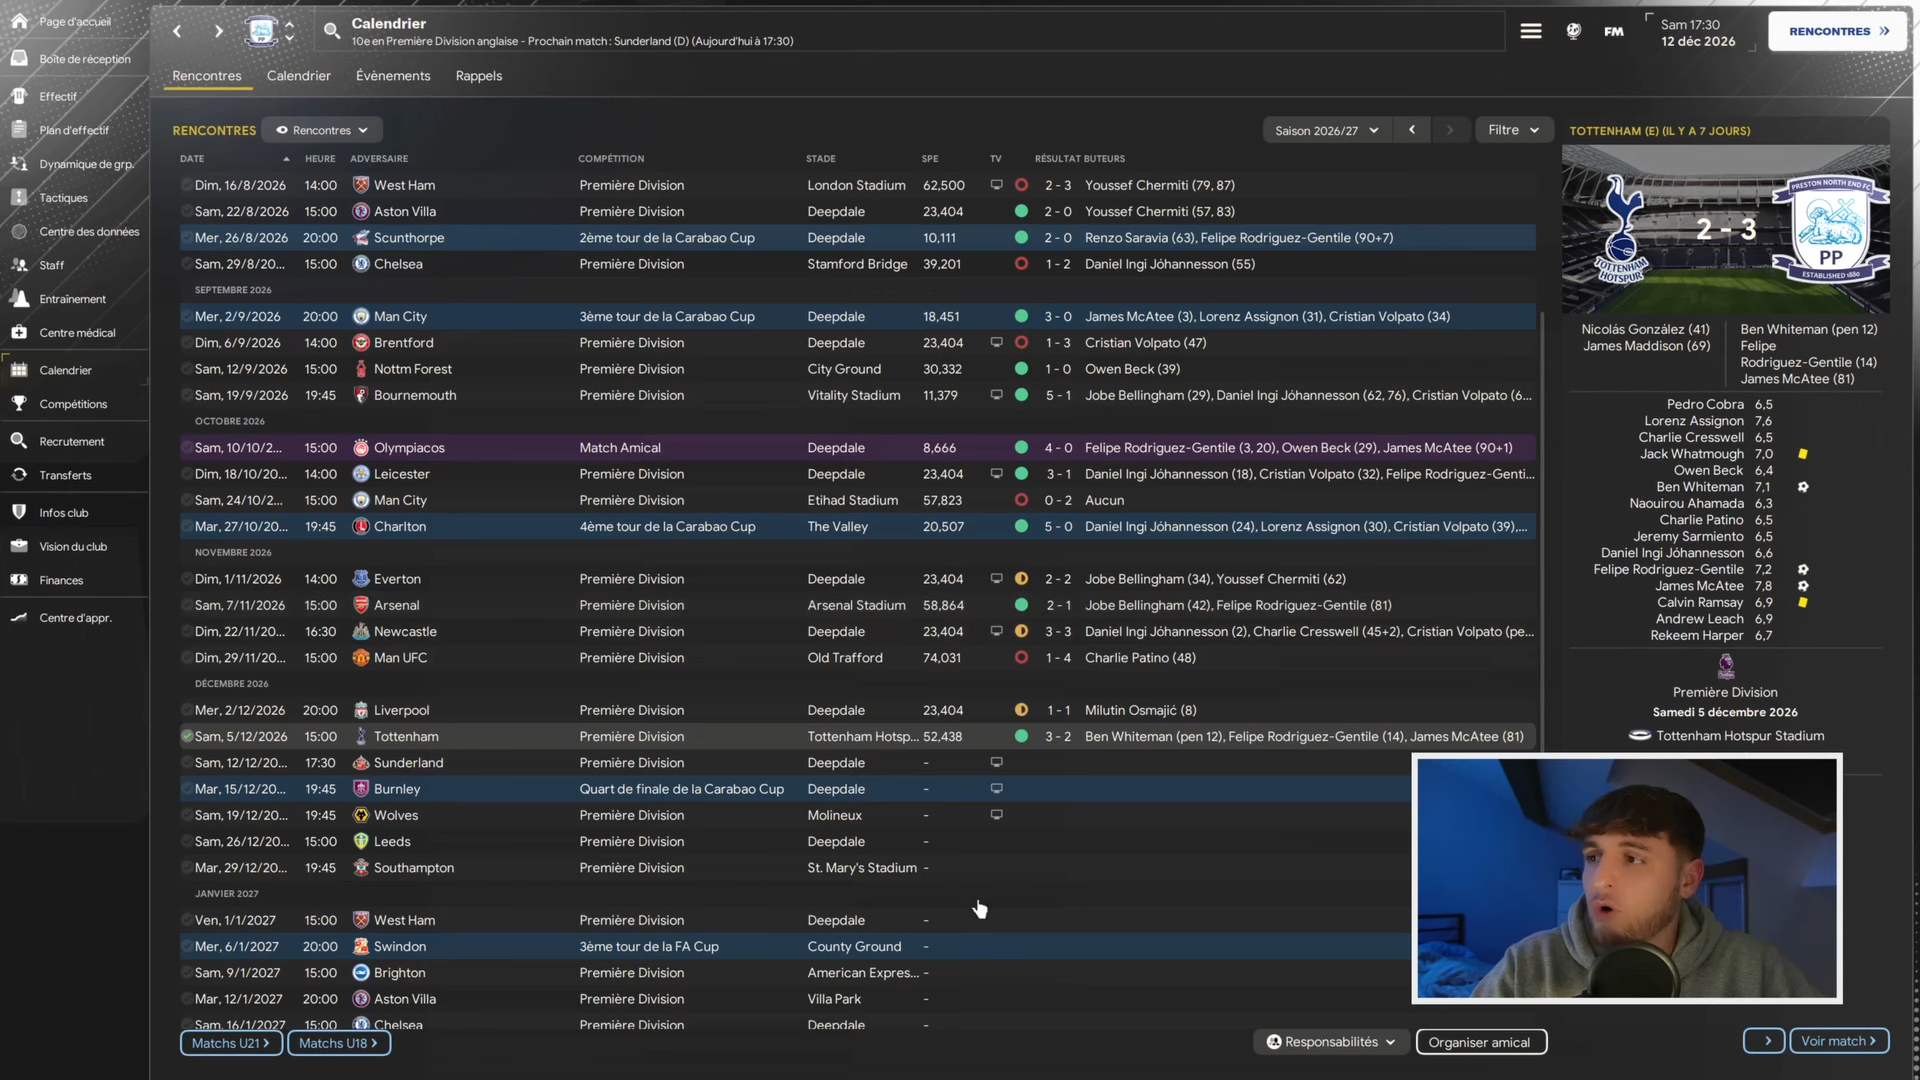 Page d'accueil
Boîte de réception
Effectif
Plan d'effectif
Dynamique de grp.
Tactiques
Centre des données
Staff
Entraînement
Centre médical
Calendrier
Compétitions
Recrutement
Transferts
Infos club
Vision du club
Finances
Centre d'appr.
Calendrier
10e en Première Division anglaise - Prochain match : Sunderland (D) (Aujourd'hui à 17:30)
FM
Sam 17:30
12 déc 2026
RENCONTRES
Rencontres Calendrier Évènements Rappels
RENCONTRES Rencontres Saison 2026/27 Filtre
DATE HEURE ADVERSAIRE COMPÉTITION STADE SPE TV RÉSULTAT BUTEURS
Dim, 16/8/2026 14:00 West Ham Première Division London Stadium 62,500 2 - 3 Youssef Chermiti (79, 87)
Sam, 22/8/2026 15:00 Aston Villa Première Division Deepdale 23,404 2 - 0 Youssef Chermiti (57, 83)
Mer, 26/8/2026 20:00 Scunthorpe 2ème tour de la Carabao Cup Deepdale 10,111 2 - 0 Renzo Saravia (63), Felipe Rodriguez-Gentile (90+7)
Sam, 29/8/20... 15:00 Chelsea Première Division Stamford Bridge 39,201 1 - 2 Daniel Ingi Jóhannesson (55)
SEPTEMBRE 2026
Mer, 2/9/2026 20:00 Man City 3ème tour de la Carabao Cup Deepdale 18,451 3 - 0 James McAtee (3), Lorenz Assignon (31), Cristian Volpato (34)
Dim, 6/9/2026 14:00 Brentford Première Division Deepdale 23,404 1 - 3 Cristian Volpato (47)
Sam, 12/9/2026 15:00 Nottm Forest Première Division City Ground 30,332 1 - 0 Owen Beck (39)
Sam, 19/9/2026 19:45 Bournemouth Première Division Vitality Stadium 11,379 5 - 1 Jobe Bellingham (29), Daniel Ingi Jóhannesson (62, 76), Cristian Volpato (6...
OCTOBRE 2026
Sam, 10/10/2... 15:00 Olympiacos Match Amical Deepdale 8,666 4 - 0 Felipe Rodriguez-Gentile (3, 20), Owen Beck (29), James McAtee (90+1)
Dim, 18/10/20... 14:00 Leicester Première Division Deepdale 23,404 3 - 1 Daniel Ingi Jóhannesson (18), Cristian Volpato (32), Felipe Rodriguez-Genti...
Sam, 24/10/2... 15:00 Man City Première Division Etihad Stadium 57,823 0 - 2 Aucun
Mar, 27/10/20... 19:45 Charlton 4ème tour de la Carabao Cup The Valley 20,507 5 - 0 Daniel Ingi Jóhannesson (24), Lorenz Assignon (30), Cristian Volpato (39),...
NOVEMBRE 2026
Dim, 1/11/2026 14:00 Everton Première Division Deepdale 23,404 2 - 2 Jobe Bellingham (34), Youssef Chermiti (62)
Sam, 7/11/2026 15:00 Arsenal Première Division Arsenal Stadium 58,864 2 - 1 Jobe Bellingham (42), Felipe Rodriguez-Gentile (81)
Dim, 22/11/20... 16:30 Newcastle Première Division Deepdale 23,404 3 - 3 Daniel Ingi Jóhannesson (2), Charlie Cresswell (45+2), Cristian Volpato (pe...
Dim, 29/11/20... 15:00 Man UFC Première Division Old Trafford 74,031 1 - 4 Charlie Patino (48)
DÉCEMBRE 2026
Mer, 2/12/2026 20:00 Liverpool Première Division Deepdale 23,404 1 - 1 Milutin Osmajić (8)
Sam, 5/12/2026 15:00 Tottenham Première Division Tottenham Hotsp... 52,438 3 - 2 Ben Whiteman (pen 12), Felipe Rodriguez-Gentile (14), James McAtee (81)
Sam, 12/12/20... 17:30 Sunderland Première Division Deepdale -
Mar, 15/12/20... 19:45 Burnley Quart de finale de la Carabao Cup Deepdale -
Sam, 19/12/20... 19:45 Wolves Première Division Molineux -
Sam, 26/12/20... 15:00 Leeds Première Division Deepdale -
Mar, 29/12/20... 19:45 Southampton Première Division St. Mary's Stadium -
JANVIER 2027
Ven, 1/1/2027 15:00 West Ham Première Division Deepdale -
Mer, 6/1/2027 20:00 Swindon 3ème tour de la FA Cup County Ground -
Sam, 9/1/2027 15:00 Brighton Première Division American Expres... -
Mar, 12/1/2027 20:00 Aston Villa Première Division Villa Park -
Sam, 16/1/2027 15:00 Chelsea Première Division Deepdale
Matchs U21 Matchs U18 Responsabilités Organiser amical Voir match
TOTTENHAM (E) (IL Y A 7 JOURS)
TOTTENHAM
HOTSPUR
2 - 3
PRESTON NORTH END FC
PP
ESTABLISHED 1880
Nicolás González (41)
James Maddison (69)
Ben Whiteman (pen 12)
Felipe
Rodriguez-Gentile (14)
James McAtee (81)
Pedro Cobra 6,5
Lorenz Assignon 7,6
Charlie Cresswell 6,5
Jack Whatmough 7,0
Owen Beck 6,4
Ben Whiteman 7,1
Naouirou Ahamada 6,3
Charlie Patino 6,5
Jeremy Sarmiento 6,5
Daniel Ingi Jóhannesson 6,6
Felipe Rodriguez-Gentile 7,2
James McAtee 7,8
Calvin Ramsay 6,9
Andrew Leach 6,9
Rekeem Harper 6,7
Première Division
Samedi 5 décembre 2026
Tottenham Hotspur Stadium